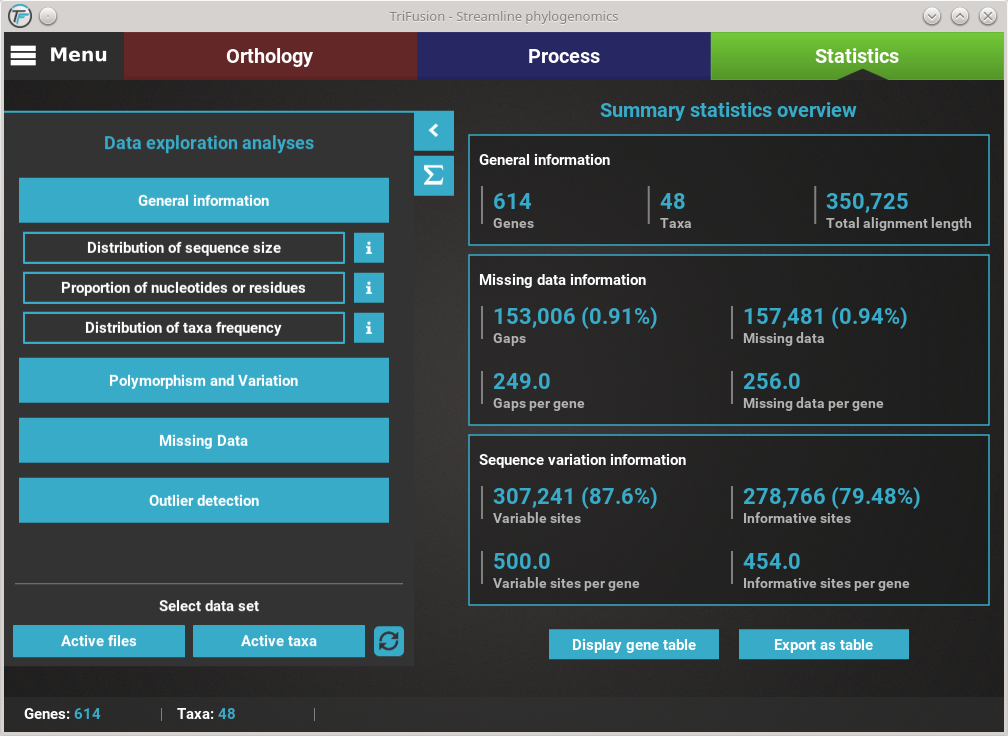 TriFusion - Streamline phylogenomics
Menu
Orthology
Process
Statistics
Data exploration analyses
General information
Distribution of sequence size
i
Proportion of nucleotides or residues
i
Distribution of taxa frequency
i
Polymorphism and Variation
Missing Data
Outlier detection
Select data set
Active files
Active taxa
<
Σ
Summary statistics overview
General information
614
Genes
48
Taxa
350,725
Total alignment length
Missing data information
153,006 (0.91%)
Gaps
157,481 (0.94%)
Missing data
249.0
Gaps per gene
256.0
Missing data per gene
Sequence variation information
307,241 (87.6%)
Variable sites
278,766 (79.48%)
Informative sites
500.0
Variable sites per gene
454.0
Informative sites per gene
Display gene table
Export as table
Genes: 614
Taxa: 48